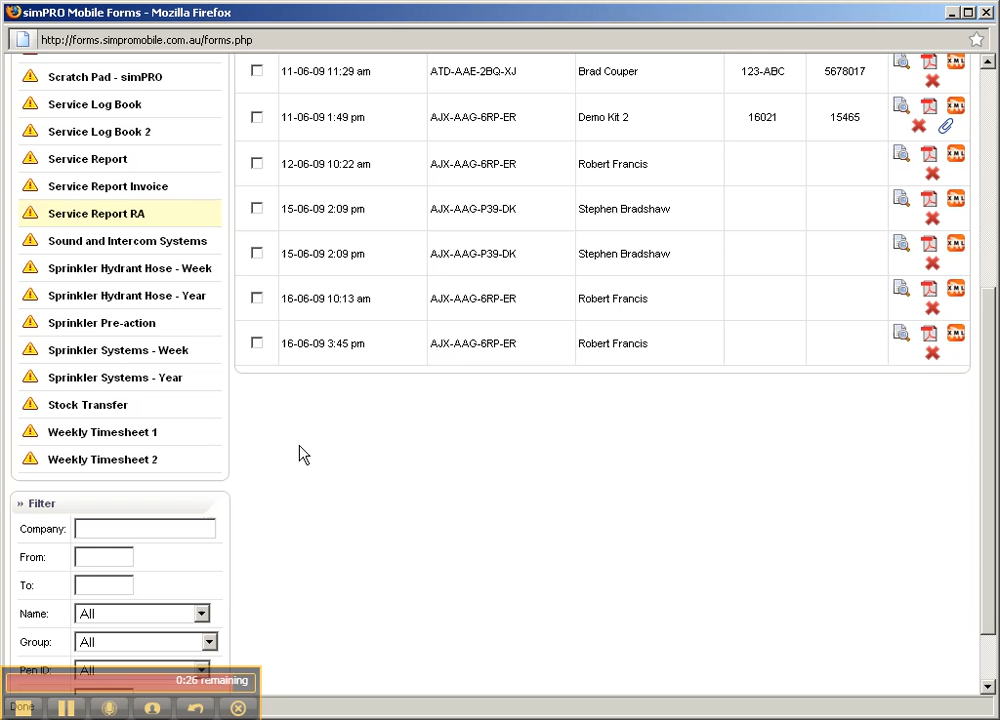 simPRO Mobile Forms - Mozilla Firefox
http://forms.simpromobile.com.au/forms.php
Scratch Pad - simPRO
Service Log Book
Service Log Book 2
Service Report
Service Report Invoice
Service Report RA
Sound and Intercom Systems
Sprinkler Hydrant Hose - Week
Sprinkler Hydrant Hose - Year
Sprinkler Pre-action
Sprinkler Systems - Week
Sprinkler Systems - Year
Stock Transfer
Weekly Timesheet 1
Weekly Timesheet 2
» Filter
Company:
From:
To:
Name: All
Group: All
Pen ID: All
11-06-09 11:29 am ATD-AAE-2BQ-XJ Brad Couper 123-ABC 5678017 XML
11-06-09 1:49 pm AJX-AAG-6RP-ER Demo Kit 2 16021 15465 XML
12-06-09 10:22 am AJX-AAG-6RP-ER Robert Francis XML
15-06-09 2:09 pm AJX-AAG-P39-DK Stephen Bradshaw XML
15-06-09 2:09 pm AJX-AAG-P39-DK Stephen Bradshaw XML
16-06-09 10:13 am AJX-AAG-6RP-ER Robert Francis XML
16-06-09 3:45 pm AJX-AAG-6RP-ER Robert Francis XML
0:26 remaining
Done